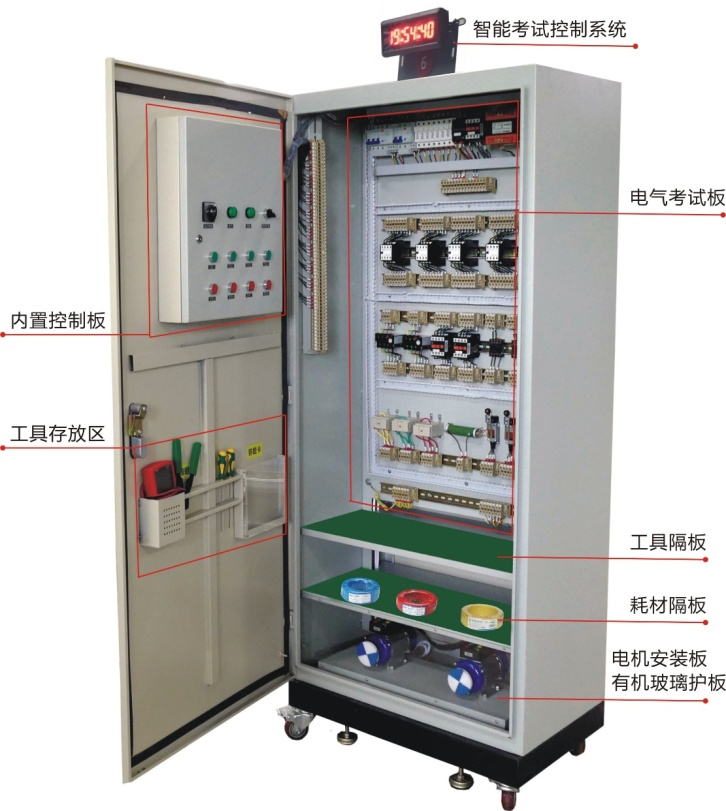 19:54:40
智能考试控制系统
6
电气考试板
内置控制板
工具存放区
工具隔板
耗材隔板
电机安装板
有机玻璃护板